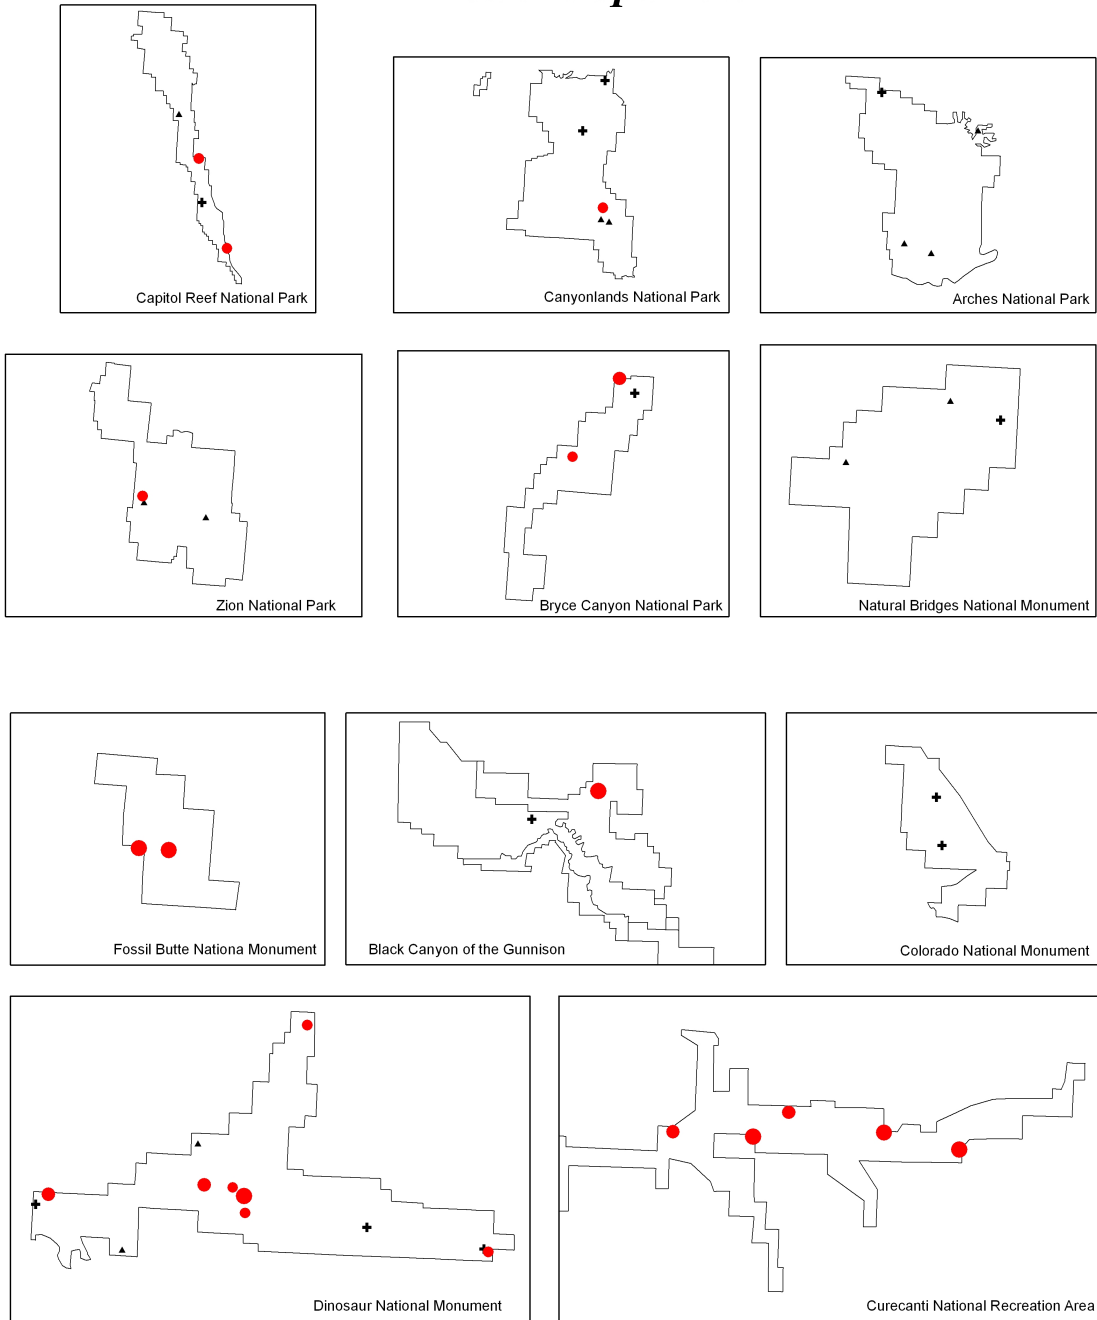 Capitol Reef National Park
Canyonlands National Park
Arches National Park
Zion National Park
Bryce Canyon National Park
Natural Bridges National Monument
Fossil Butte Nationa Monument
Black Canyon of the Gunnison
Colorado National Monument
Dinosaur National Monument
Curecanti National Recreation Area